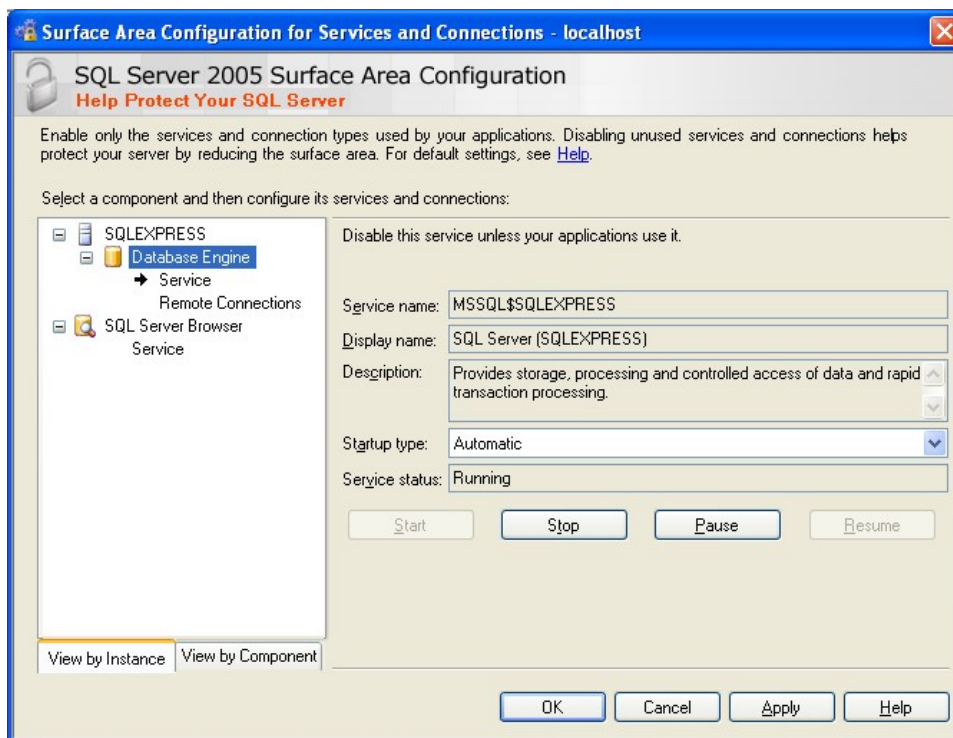 Surface Area Configuration for Services and Connections - localhost
SQL Server 2005 Surface Area Configuration
Help Protect Your SQL Server
Enable only the services and connection types used by your applications. Disabling unused services and connections helps
protect your server by reducing the surface area. For default settings, see Help.
Select a component and then configure its services and connections:
SQLEXPRESS
Database Engine
Service
Remote Connections
SQL Server Browser
Service
View by Instance View by Component
Disable this service unless your applications use it.
Service name: MSSQL$SQLEXPRESS
Display name: SQL Server (SQLEXPRESS)
Description: Provides storage, processing and controlled access of data and rapid
transaction processing.
Startup type: Automatic
Service status: Running
Start Stop Pause Resume
OK Cancel Apply Help